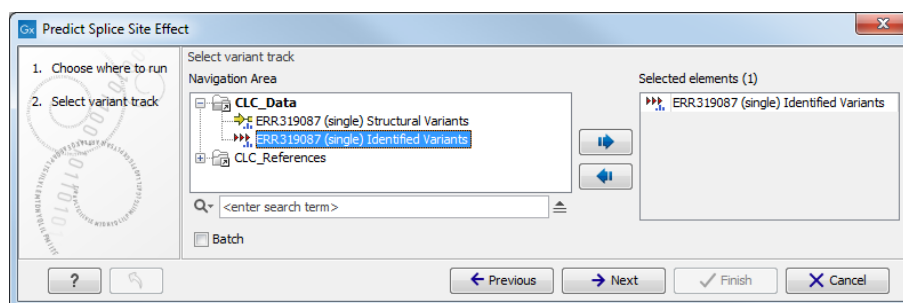 Gx Predict Splice Site Effect
1. Choose where to run
2. Select variant track
Select variant track
Navigation Area
CLC_Data
ERR319087 (single) Structural Variants
ERR319087 (single) Identified Variants
CLC_References
<enter search term>
Batch
Selected elements (1)
ERR319087 (single) Identified Variants
?
Previous
Next
Finish
Cancel